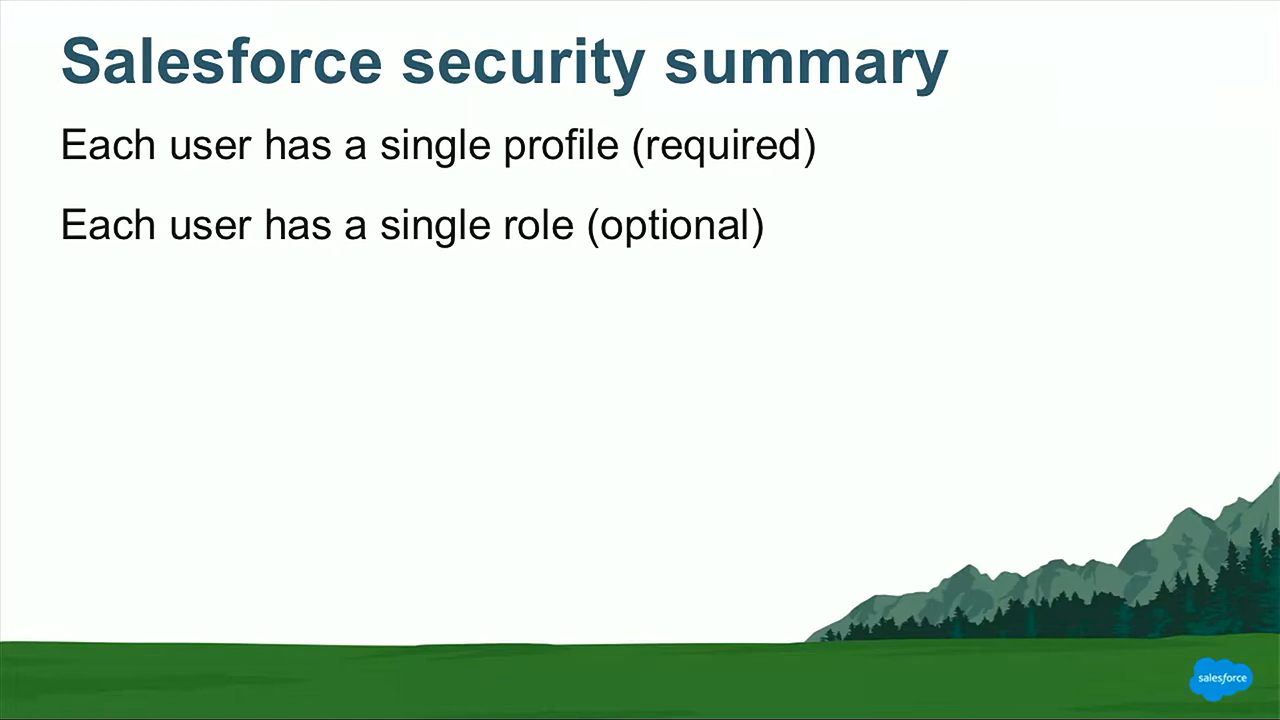 Salesforce security summary
Each user has a single profile (required)
Each user has a single role (optional)
salesforce